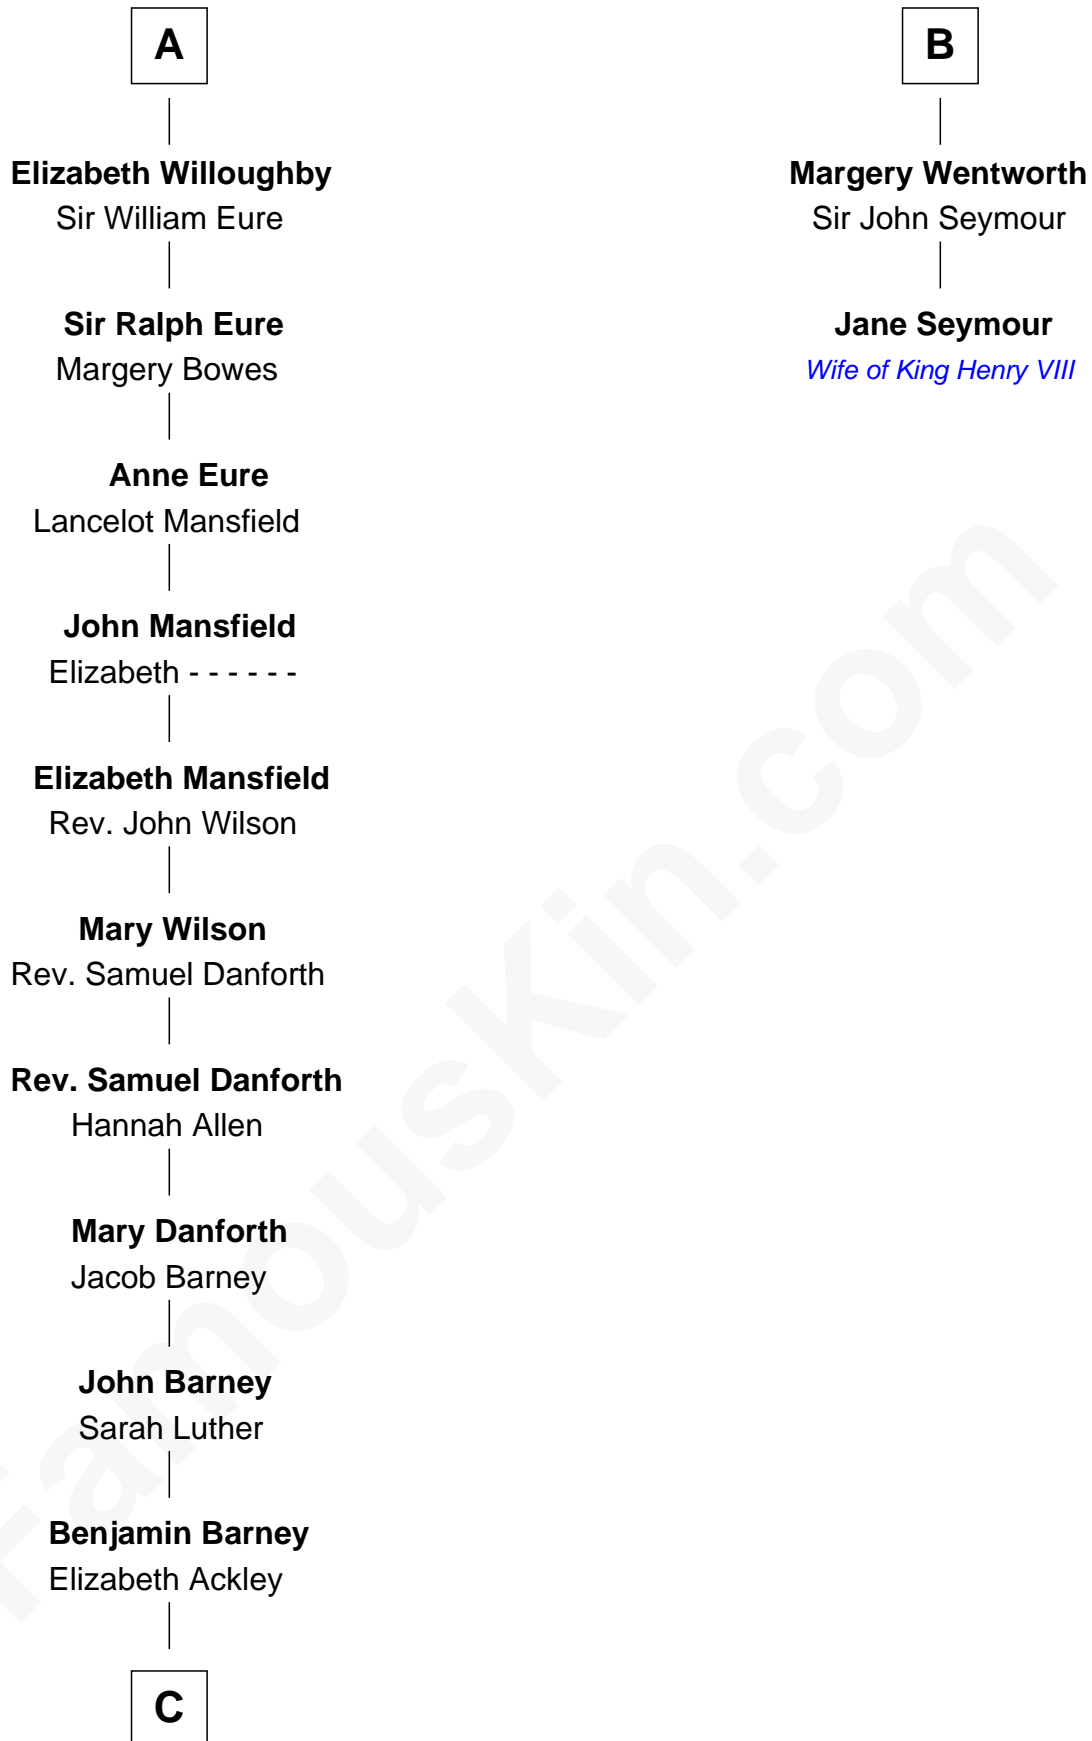 A
Elizabeth Willoughby
Sir William Eure
Sir Ralph Eure
Margery Bowes
Anne Eure
Lancelot Mansfield
John Mansfield
Elizabeth - - - - - -
Elizabeth Mansfield
Rev. John Wilson
Mary Wilson
Rev. Samuel Danforth
Rev. Samuel Danforth
Hannah Allen
Mary Danforth
Jacob Barney
John Barney
Sarah Luther
Benjamin Barney
Elizabeth Ackley
C
B
Margery Wentworth
Sir John Seymour
Jane Seymour
Wife of King Henry VIII
FamousKin.com